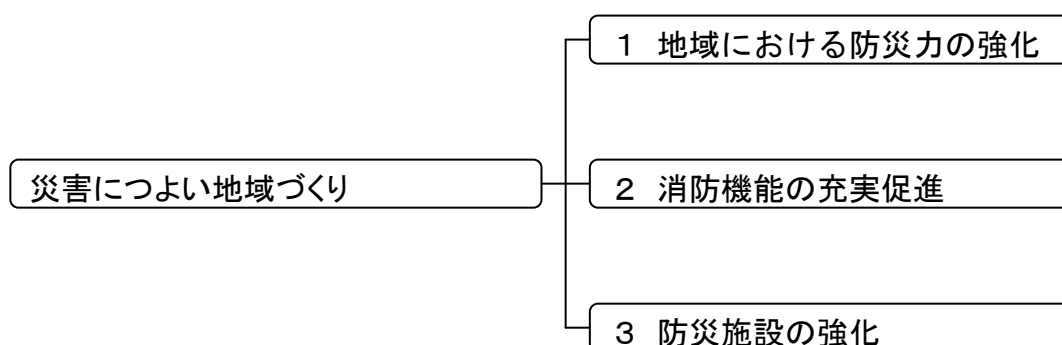 １ 地域における防災力の強化
災害につよい地域づくり
２ 消防機能の充実促進
３ 防災施設の強化